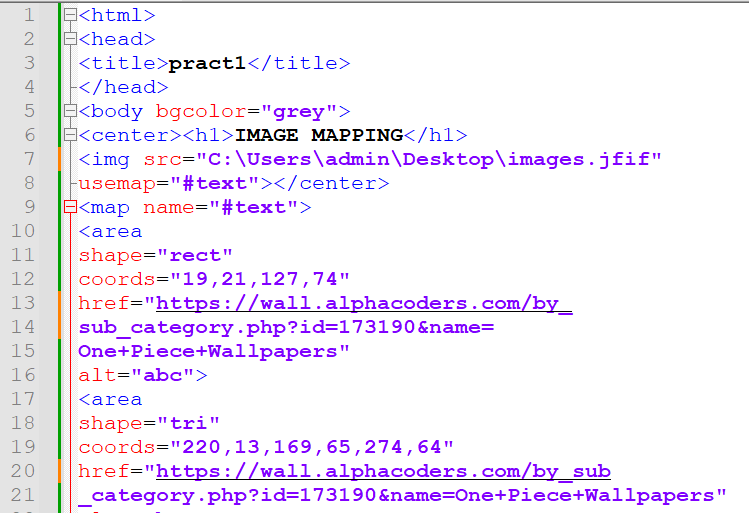 1 <html>
2 <head>
3 <title>pract1</title>
4 </head>
5 <body bgcolor="grey">
6 <center><h1>IMAGE MAPPING</h1>
7 <img src="C:\Users\admin\Desktop\images.jfif"
8 usemap="#text"></center>
9 <map name="#text">
10 <area
11 shape="rect"
12 coords="19,21,127,74"
13 href="https://wall.alphacoders.com/by_
14 sub_category.php?id=173190&name=
15 One+Piece+Wallpapers"
16 alt="abc">
17 <area
18 shape="tri"
19 coords="220,13,169,65,274,64"
20 href="https://wall.alphacoders.com/by_sub
21 _category.php?id=173190&name=One+Piece+Wallpapers"